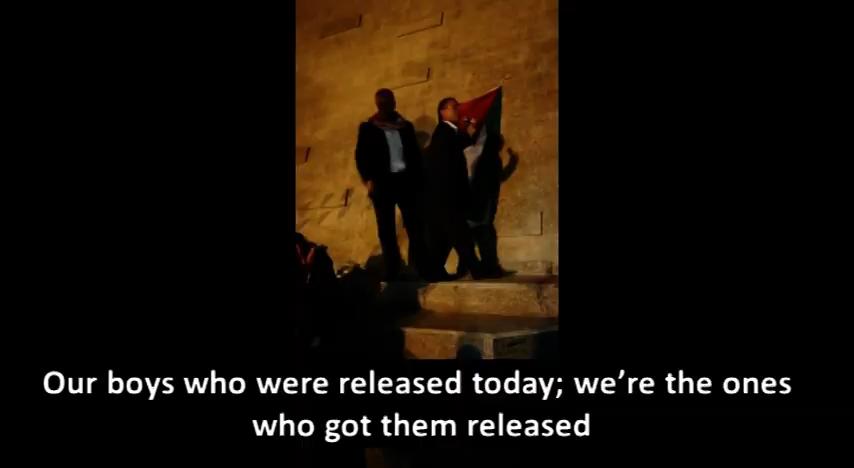 Our boys who were released today; we're the ones
who got them released